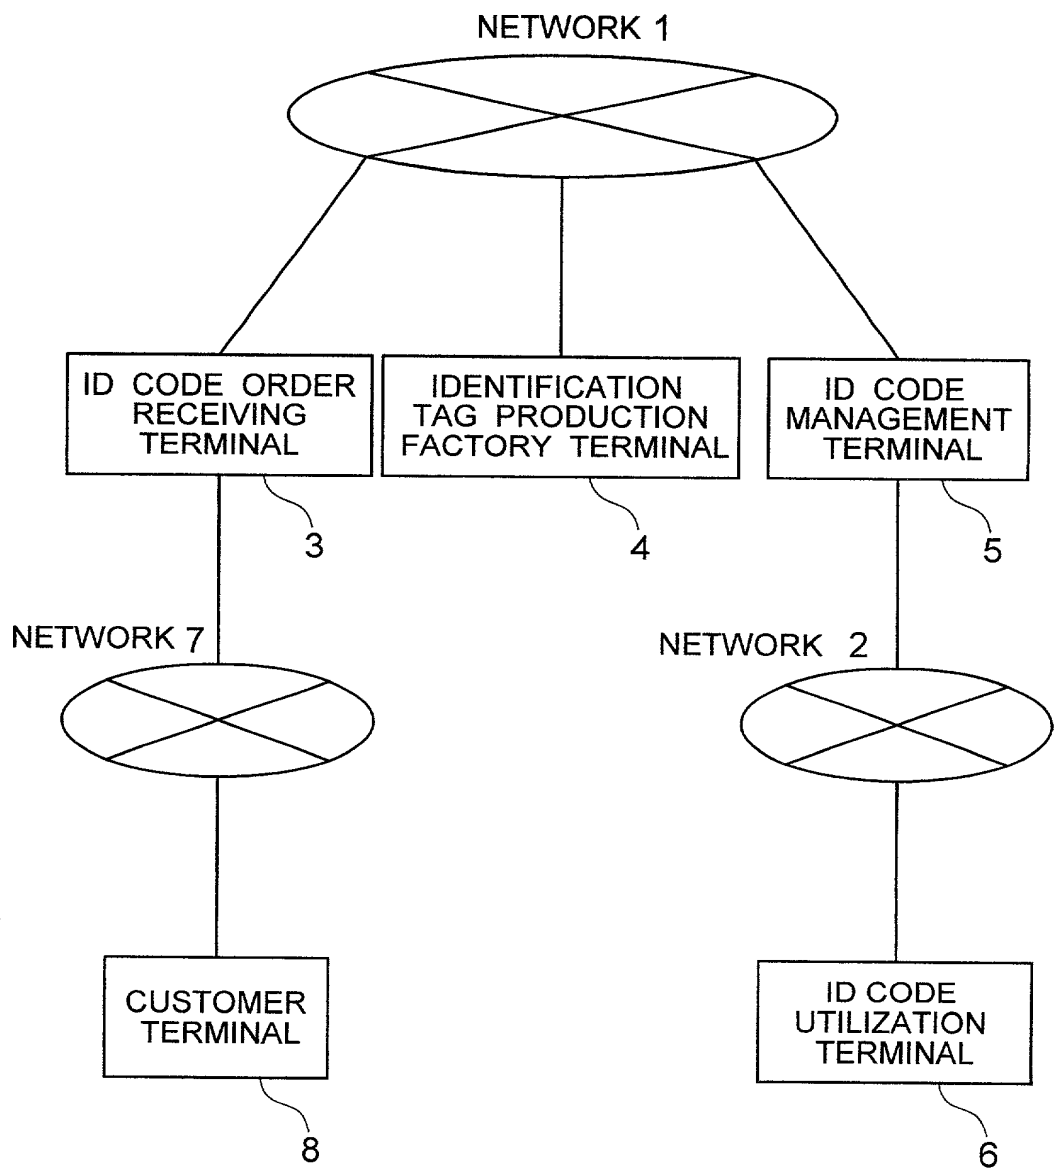 NETWORK 1
ID CODE ORDER
RECEIVING
TERMINAL
3
IDENTIFICATION
TAG PRODUCTION
FACTORY TERMINAL
4
ID CODE
MANAGEMENT
TERMINAL
5
NETWORK 7
NETWORK 2
CUSTOMER
TERMINAL
8
ID CODE
UTILIZATION
TERMINAL
6